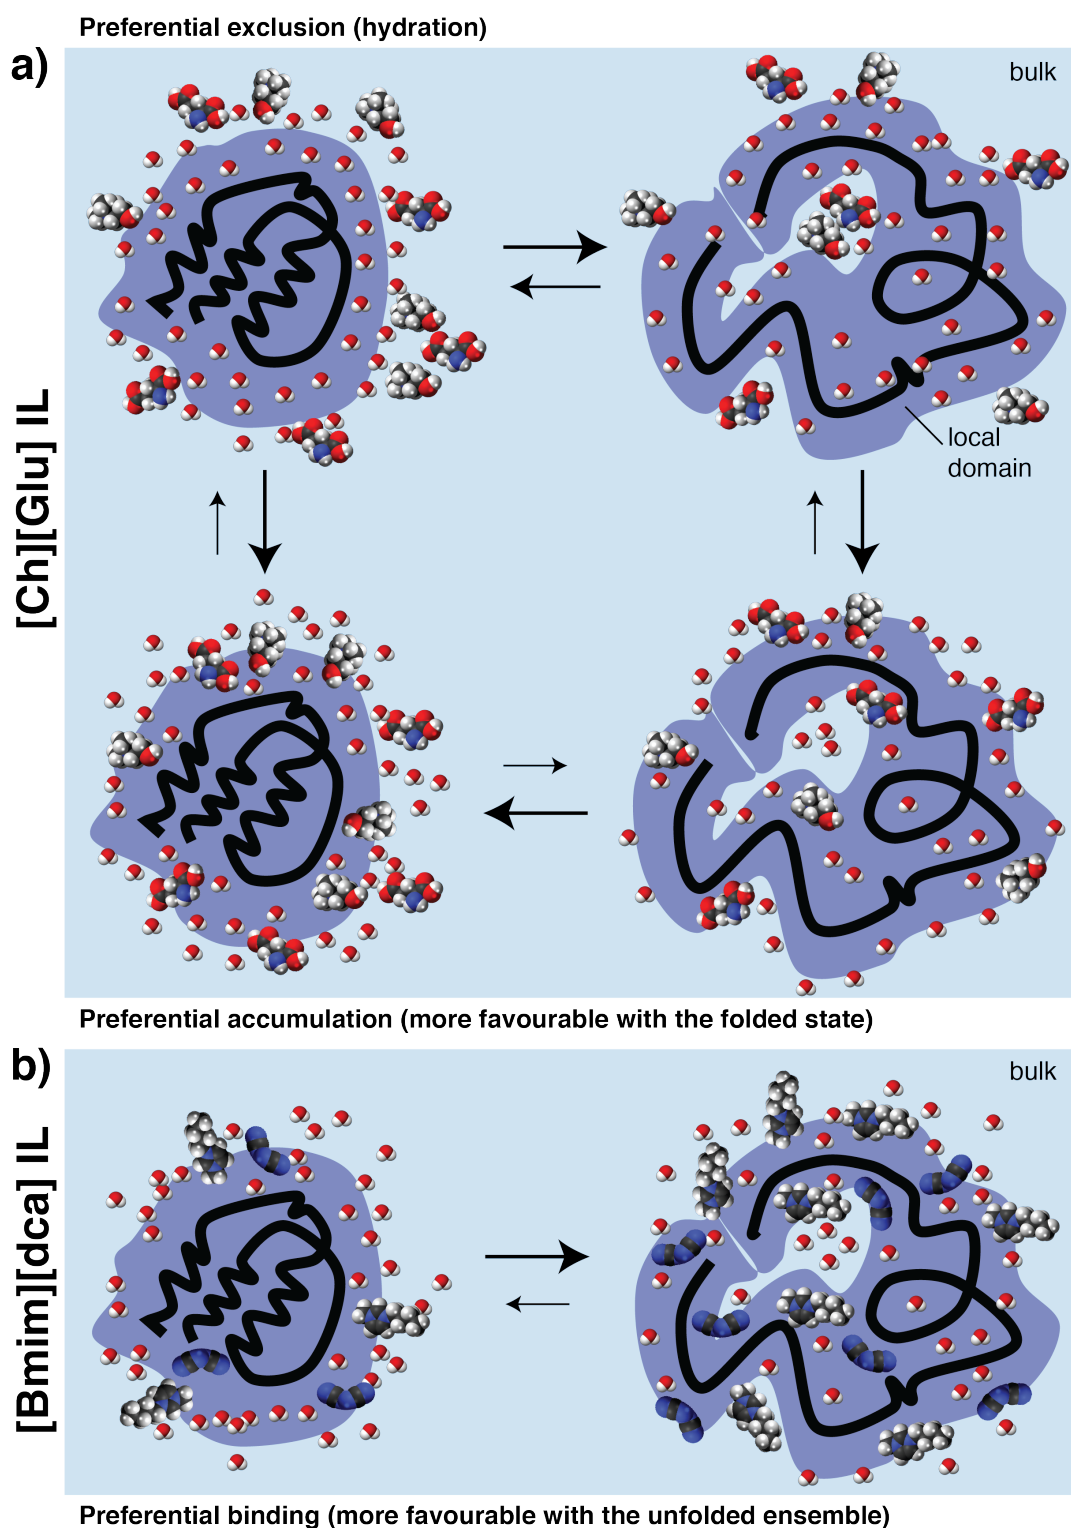 Preferential exclusion (hydration)
a)
bulk
[Ch][Glu] IL
local
domain
Preferential accumulation (more favourable with the folded state)
b)
bulk
[Bmim][dca] IL
Preferential binding (more favourable with the unfolded ensemble)